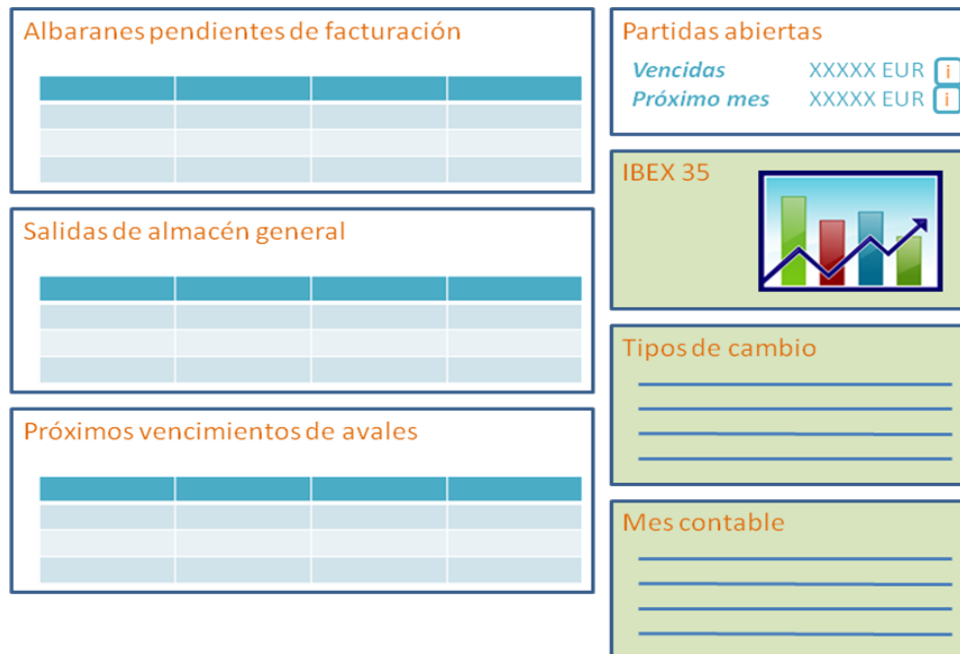 Albaranes pendientes de facturación
Salidas de almacén general
Próximos vencimientos de avales
Partidas abiertas
Vencidas XXXXX EUR i
Próximo mes XXXXX EUR i
IBEX 35
Tipos de cambio
Mes contable